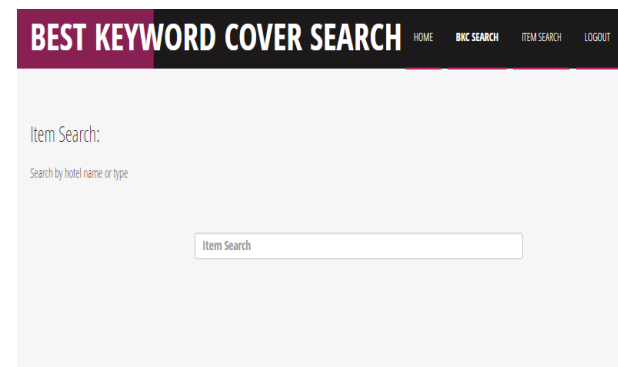 BEST KEYWORD COVER SEARCH HOME BKC SEARCH ITEM SEARCH LOGOUT
Item Search:
Search by hotel name or type
Item Search